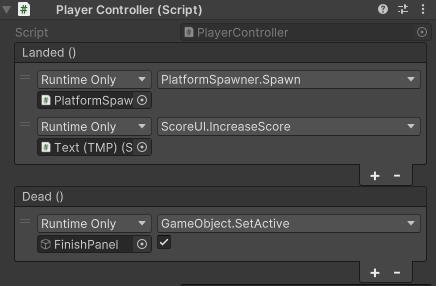 Player Controller (Script)
Script PlayerController
Landed ()
Runtime Only PlatformSpawner.Spawn
PlatformSpaw
Runtime Only ScoreUI.IncreaseScore
Text (TMP) (S
+ -
Dead ()
Runtime Only GameObject.SetActive
FinishPanel
+ -